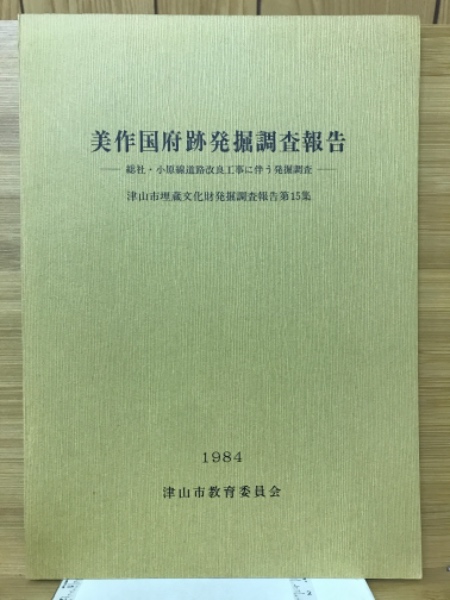 美作国府跡発掘調査報告
── 総社・小原線道路改良工事に伴う発掘調査 ──
津山市埋蔵文化財発掘調査報告第15集
1984
津山市教育委員会